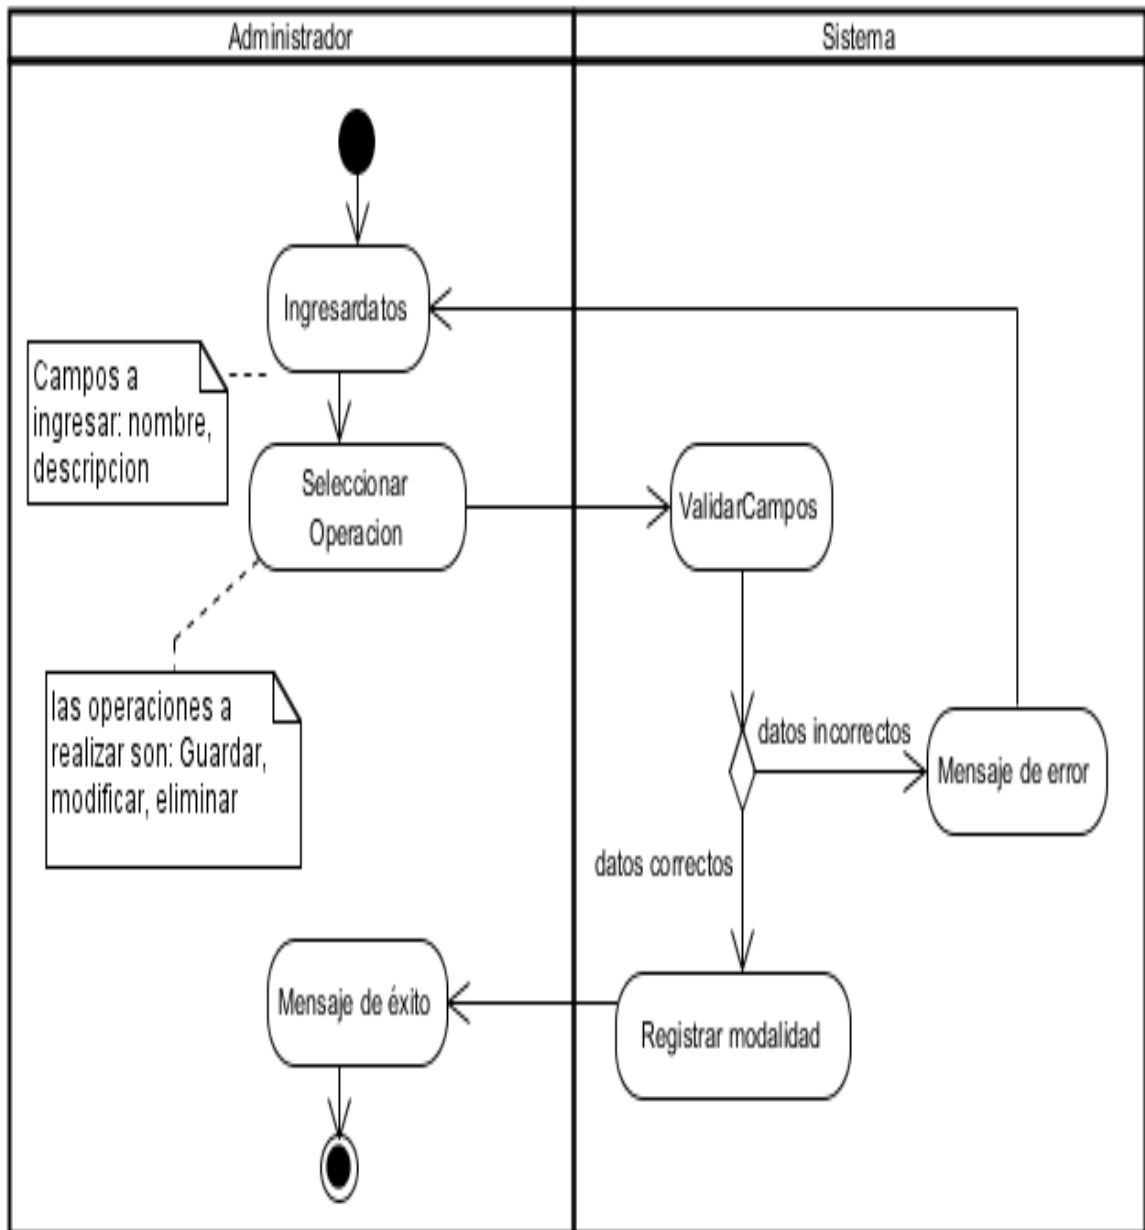 Administrador
Sistema
Ingresardatos
Campos a
ingresar: nombre,
descripcion
Seleccionar
Operacion
ValidarCampos
las operaciones a
realizar son: Guardar,
modificar, eliminar
datos incorrectos
Mensaje de error
datos correctos
Mensaje de éxito
Registrar modalidad